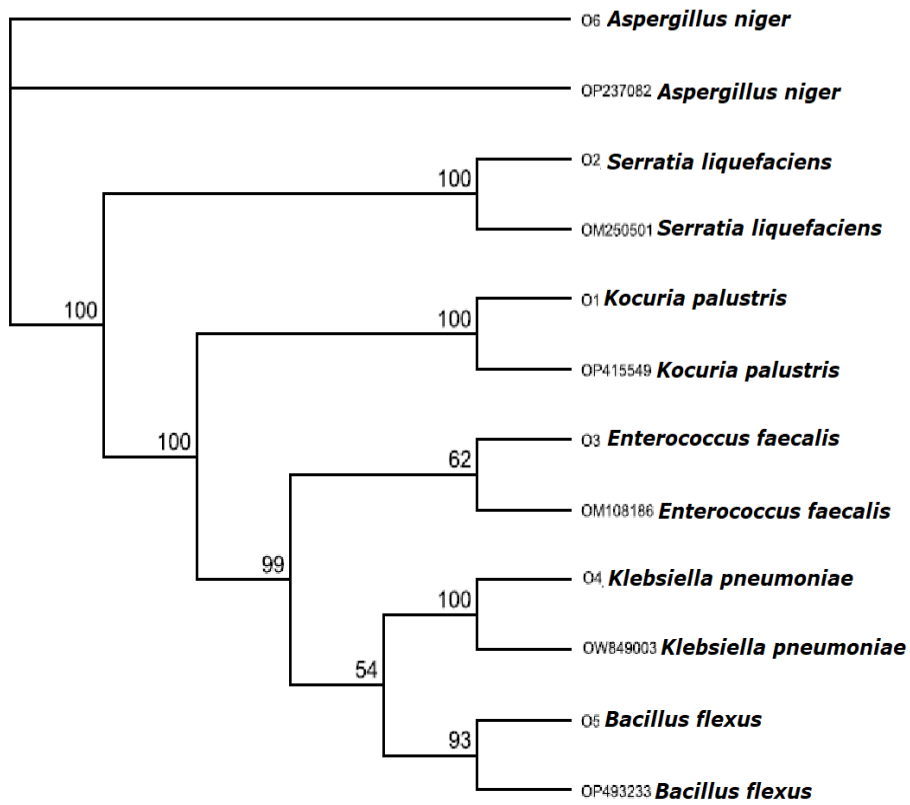 O6 Aspergillus niger
OP237082 Aspergillus niger
O2 Serratia liquefaciens
100
OM250501 Serratia liquefaciens
O1 Kocuria palustris
100
100
OP415549 Kocuria palustris
O3 Enterococcus faecalis
100
62
OM108186 Enterococcus faecalis
99
O4 Klebsiella pneumoniae
100
OW849003 Klebsiella pneumoniae
54
O5 Bacillus flexus
93
OP493233 Bacillus flexus